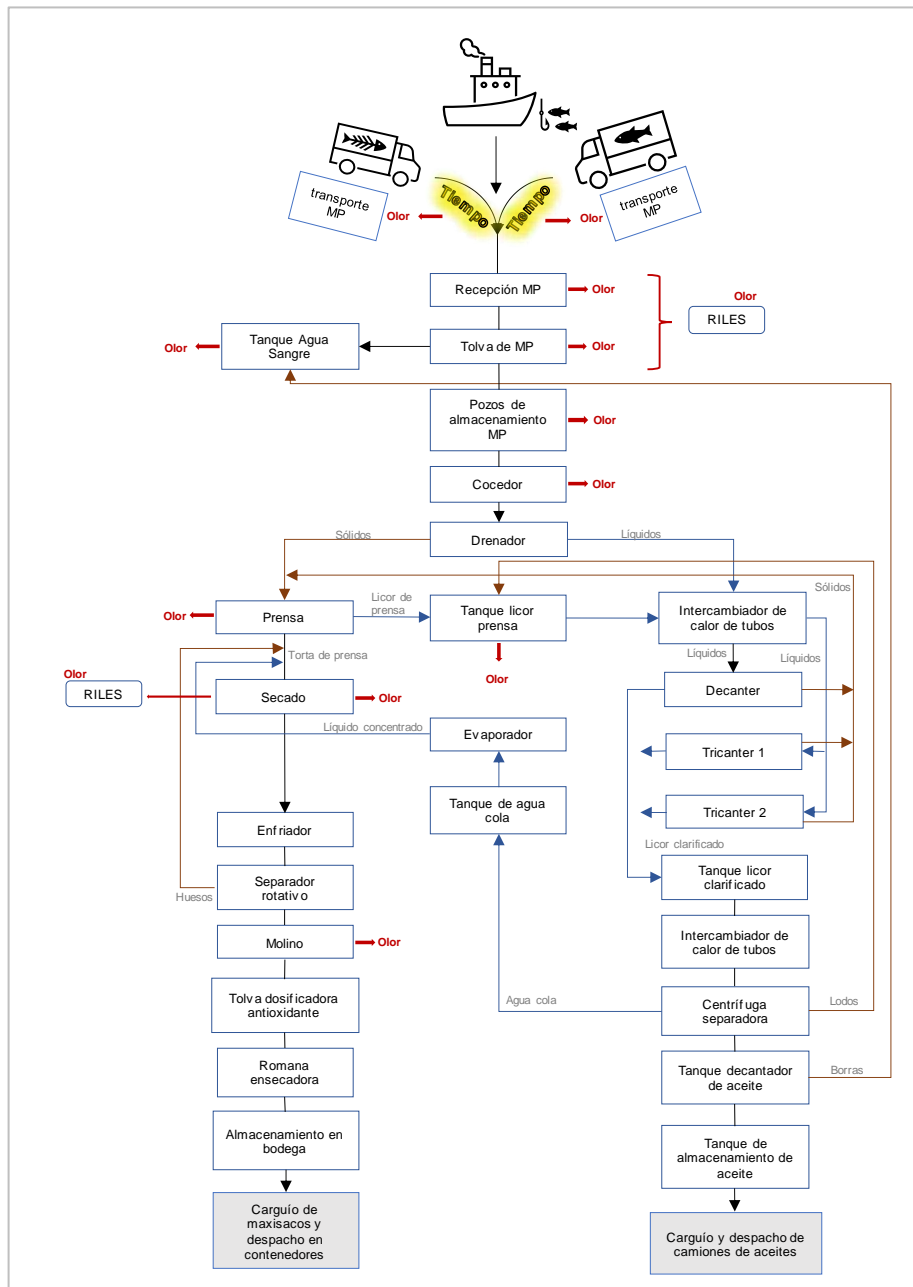 transporte
MP
Olor
Tiempo
Tiempo
Olor
transporte
MP
Recepción MP
Olor
Olor
RILES
Olor
Tanque Agua
Sangre
Tolva de MP
Olor
Pozos de
almacenamiento
MP
Olor
Cocedor
Olor
Sólidos
Drenador
Líquidos
Olor
Prensa
Licor de
prensa
Tanque licor
prensa
Intercambiador de
calor de tubos
Sólidos
Torta de prensa
Líquidos
Líquidos
Olor
RILES
Secado
Olor
Olor
Decanter
Líquido concentrado
Evaporador
Tricanter 1
Tanque de agua
cola
Tricanter 2
Enfriador
Licor clarificado
Tanque licor
clarificado
Separador
rotativo
Huesos
Molino
Olor
Intercambiador de
calor de tubos
Tolva dosificadora
antioxidante
Agua cola
Centrífuga
separadora
Lodos
Romana
ensecadora
Tanque decantador
de aceite
Borras
Almacenamiento en
bodega
Tanque de
almacenamiento de
aceite
Carguío de
maxisacos y
despacho en
contenedores
Carguío y despacho de
camiones de aceites